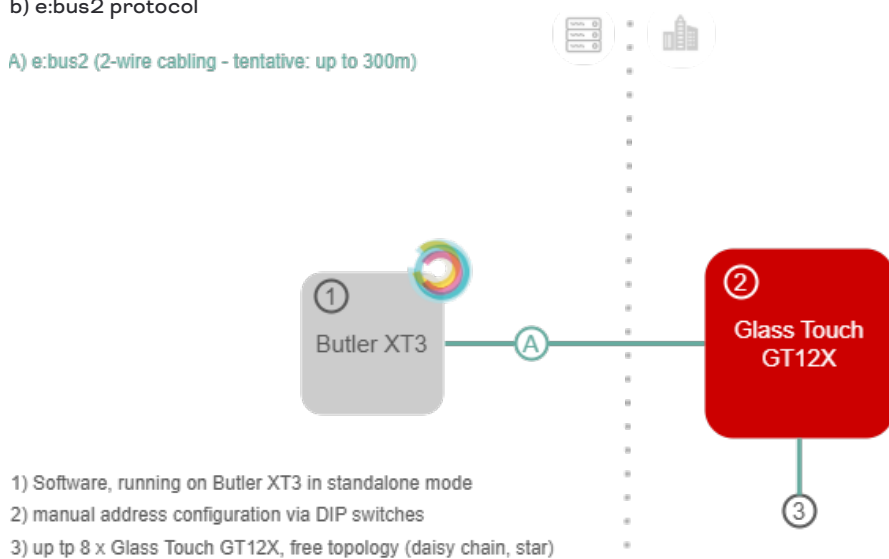 b) e:bus2 protocol
A) e:bus2 (2-wire cabling - tentative: up to 300m)
1
Butler XT3
A
2
Glass Touch
GT12X
3
1) Software, running on Butler XT3 in standalone mode
2) manual address configuration via DIP switches
3) up tp 8 x Glass Touch GT12X, free topology (daisy chain, star)